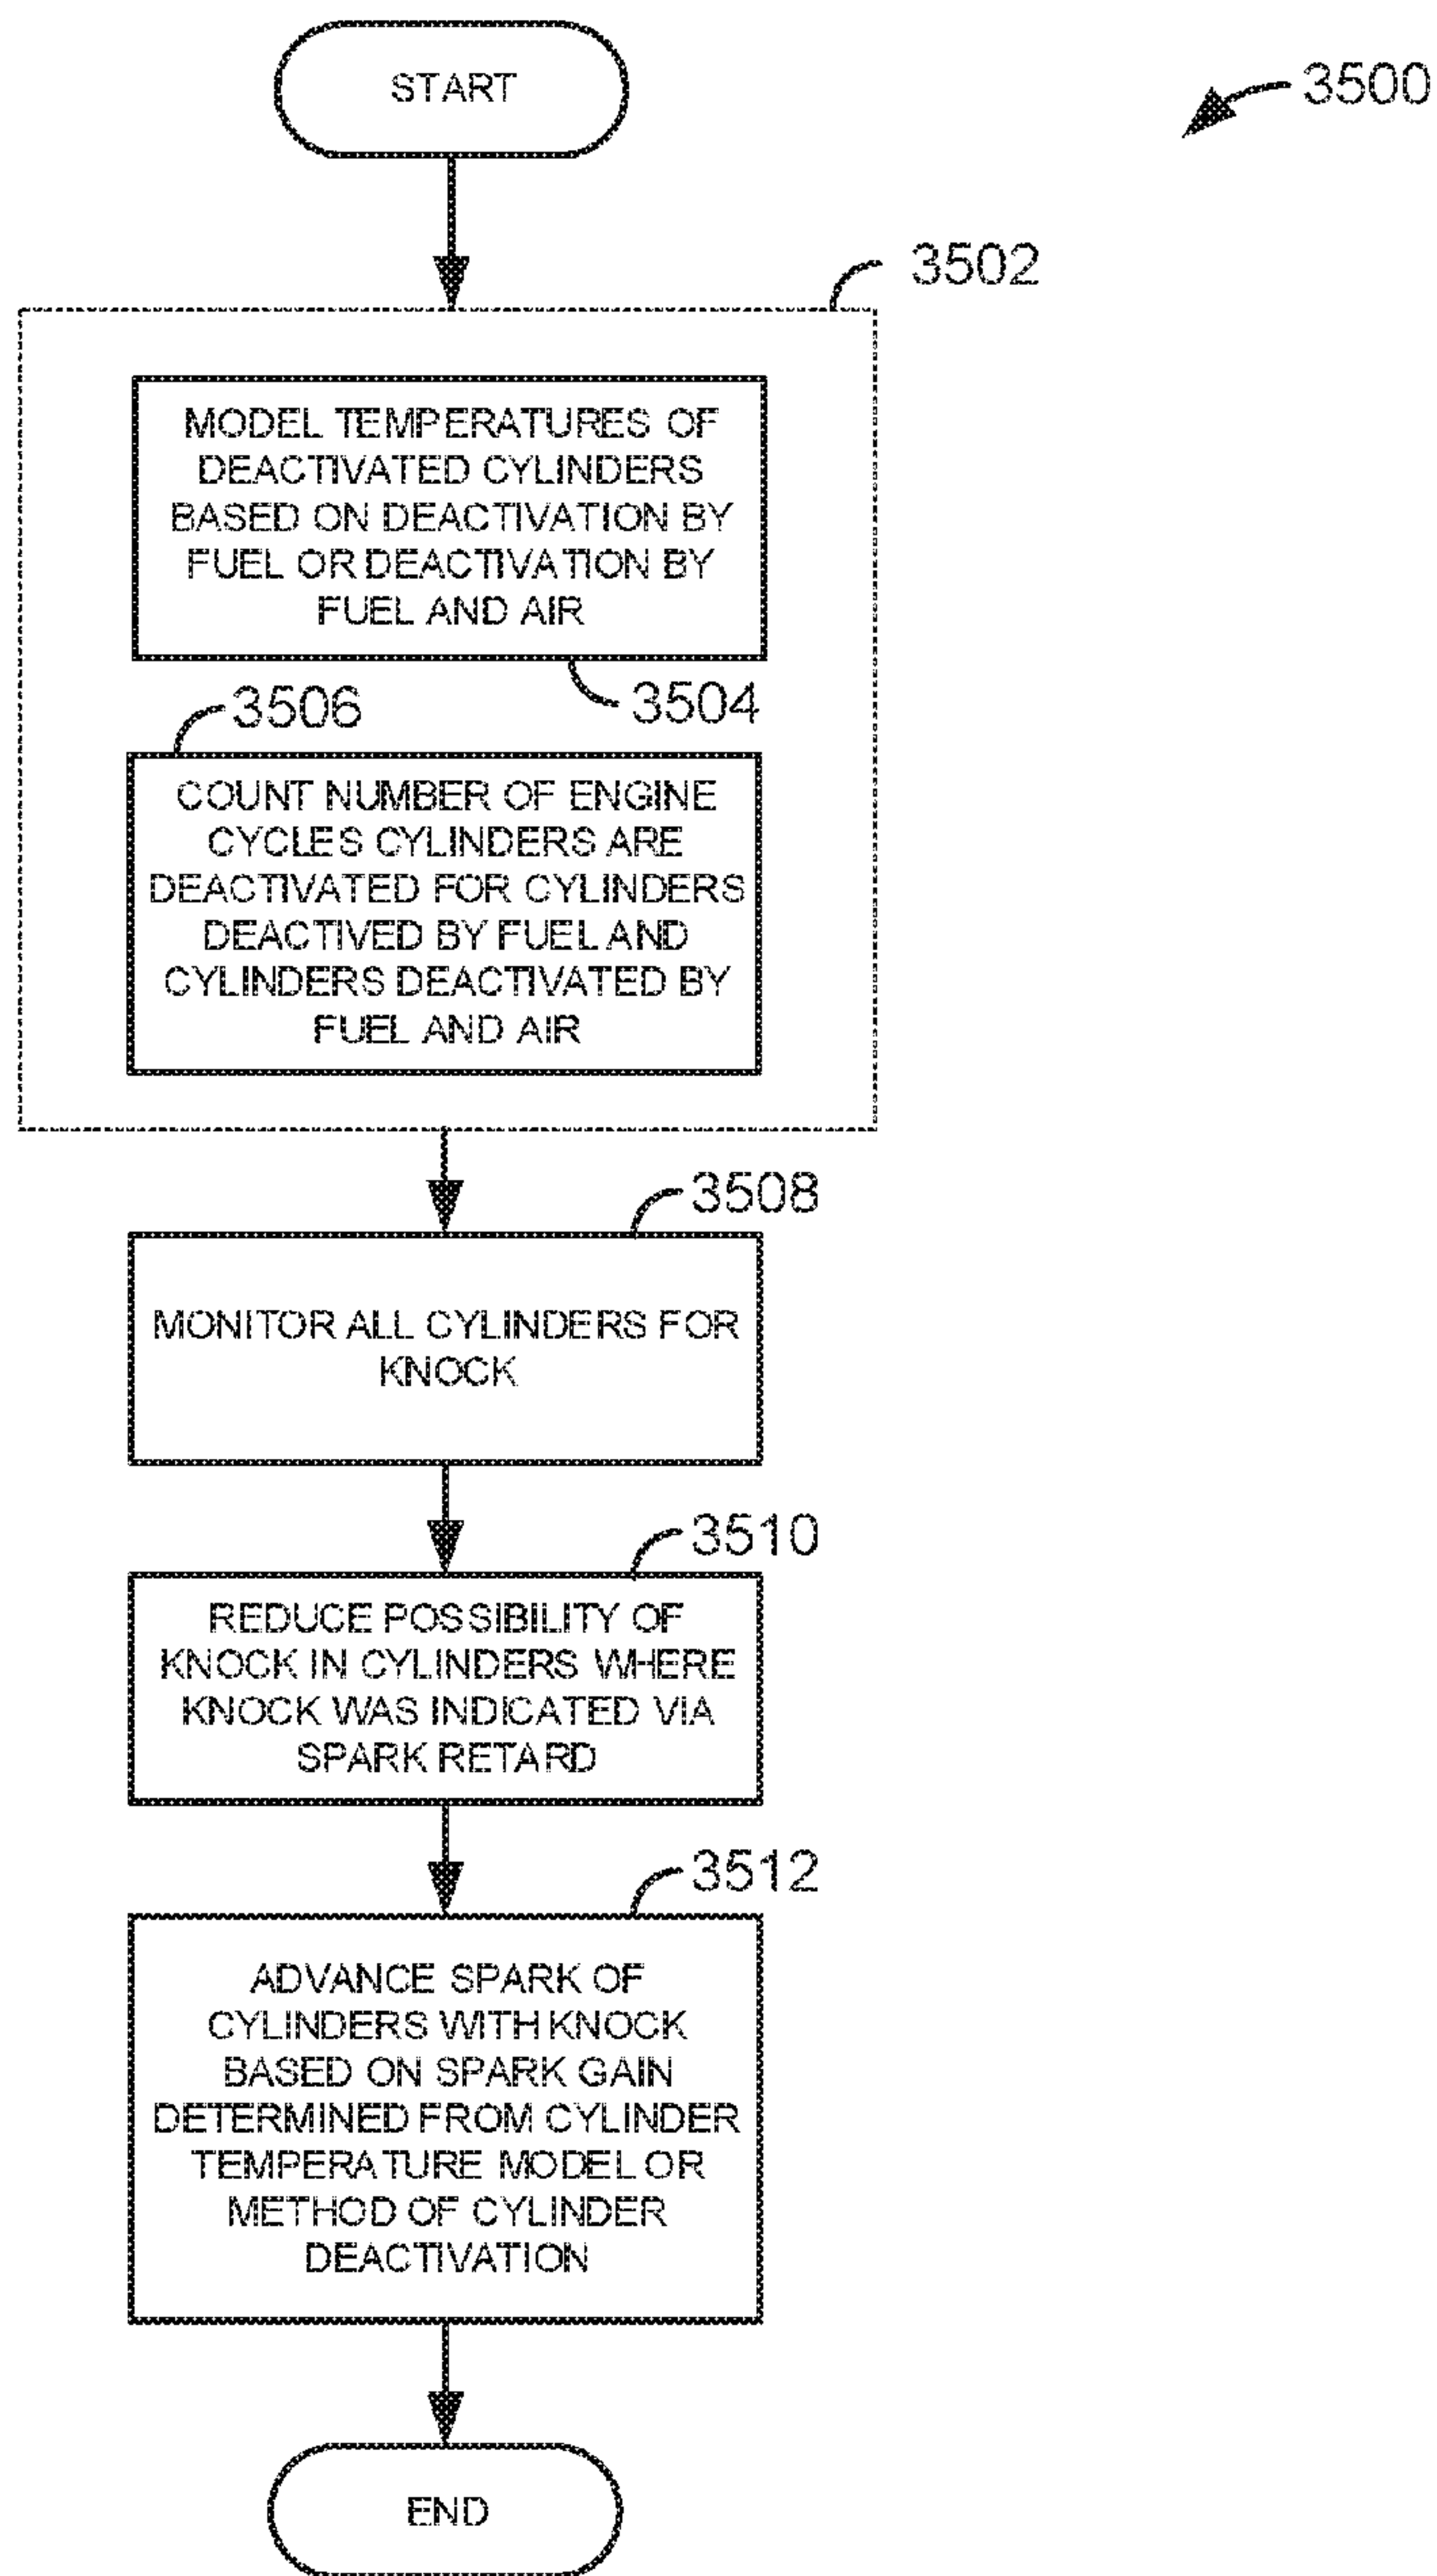 START
3500
3502
MODEL TEMPERATURES OF
DEACTIVATED CYLINDERS
BASED ON DEACTIVATION BY
FUEL OR DEACTIVATION BY
FUEL AND AIR
3504
3506
COUNT NUMBER OF ENGINE
CYCLES CYLINDERS ARE
DEACTIVATED FOR CYLINDERS
DEACTIVED BY FUEL AND
CYLINDERS DEACTIVATED BY
FUEL AND AIR
3508
MONITOR ALL CYLINDERS FOR
KNOCK
3510
REDUCE POSSIBILITY OF
KNOCK IN CYLINDERS WHERE
KNOCK WAS INDICATED VIA
SPARK RETARD
3512
ADVANCE SPARK OF
CYLINDERS WITH KNOCK
BASED ON SPARK GAIN
DETERMINED FROM CYLINDER
TEMPERATURE MODEL OR
METHOD OF CYLINDER
DEACTIVATION
END